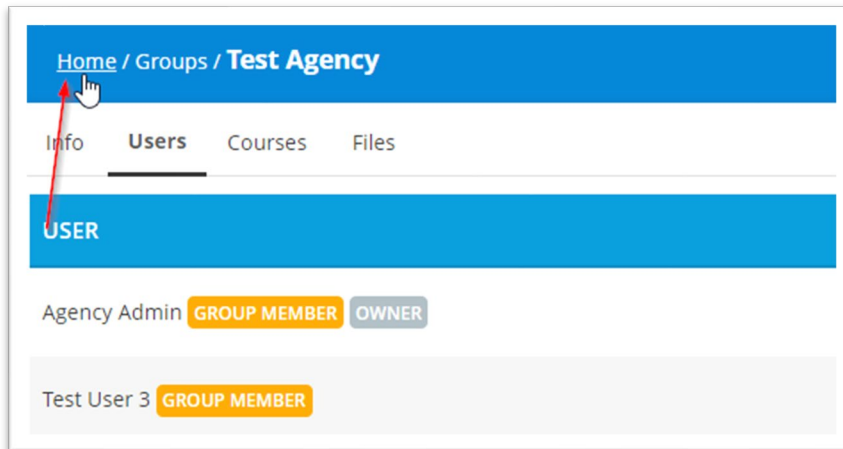 Home / Groups / Test Agency
Info Users Courses Files
USER
Agency Admin GROUP MEMBER OWNER
Test User 3 GROUP MEMBER